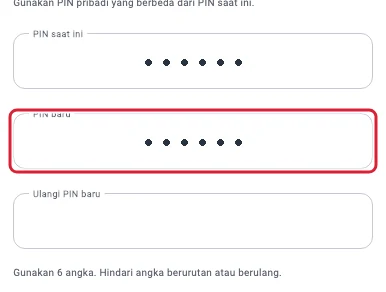 Gunakan PIN pribadi yang berbeda dari PIN saat ini.
PIN saat ini
••••••
PIN baru
••••••
Ulangi PIN baru
Gunakan 6 angka. Hindari angka berurutan atau berulang.